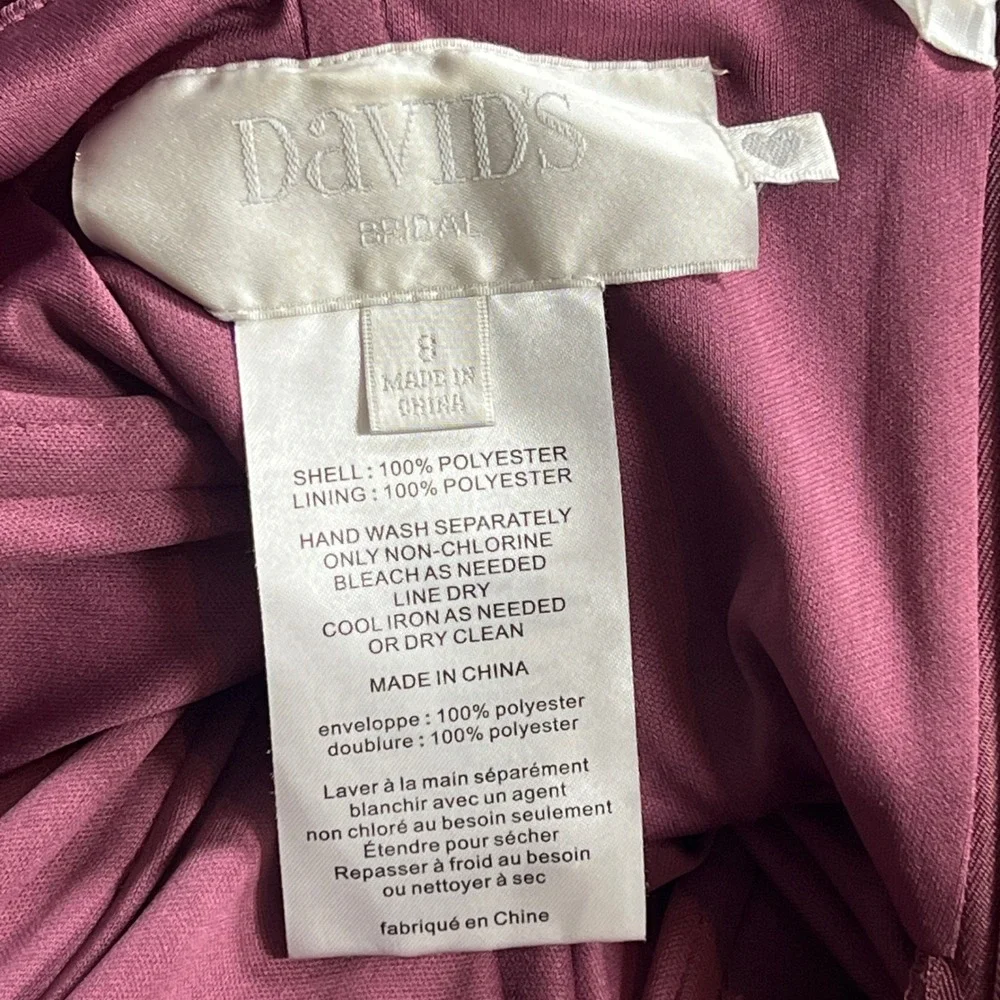 DaVID'S
BRIDAL
8
MADE IN
CHINA
SHELL : 100% POLYESTER
LINING : 100% POLYESTER
HAND WASH SEPARATELY
ONLY NON-CHLORINE
BLEACH AS NEEDED
LINE DRY
COOL IRON AS NEEDED
OR DRY CLEAN
MADE IN CHINA
enveloppe : 100% polyester
doublure : 100% polyester
Laver à la main séparément
blanchir avec un agent
non chloré au besoin seulement
Étendre pour sécher
Repasser à froid au besoin
ou nettoyer à sec
fabriqué en Chine